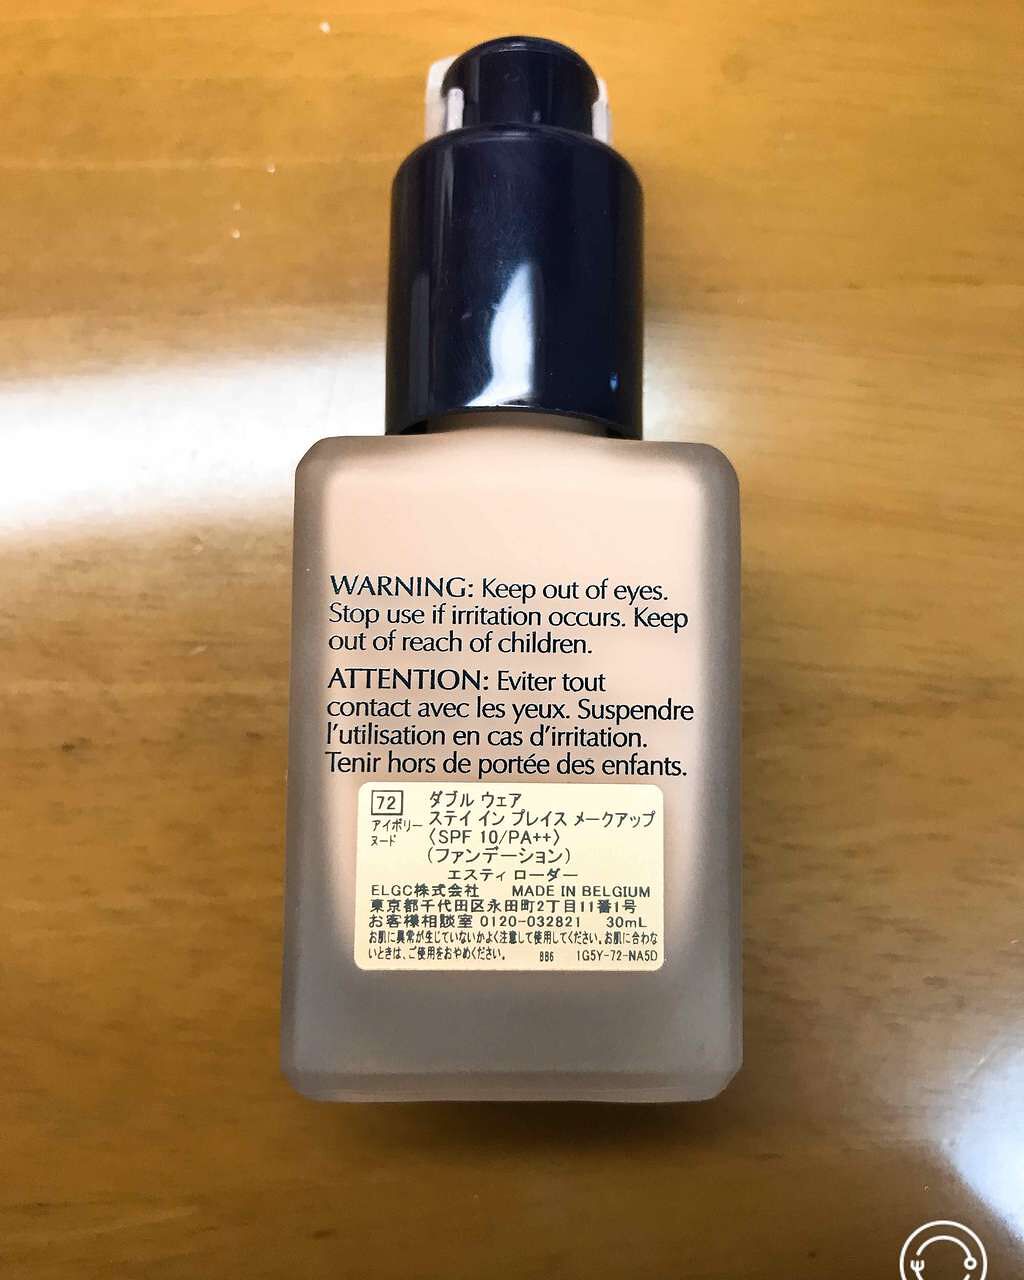 WARNING: Keep out of eyes.
Stop use if irritation occurs. Keep
out of reach of children.
ATTENTION: Eviter tout
contact avec les yeux. Suspendre
l'utilisation en cas d'irritation.
Tenir hors de portée des enfants.
72 ダブル ウェア
アイボリー ステイ イン プレイス メークアップ
ヌード 〈SPF 10/PA++〉
(ファンデーション)
エスティ ローダー
ELGC株式会社 MADE IN BELGIUM
東京都千代田区永田町2丁目11番1号
お客様相談室 0120-032821 30mL
お肌に異常が生じていないかよく注意して使用してください。お肌に合わな
いときは、ご使用をおやめください。 BB6 1G5Y-72-NA5D